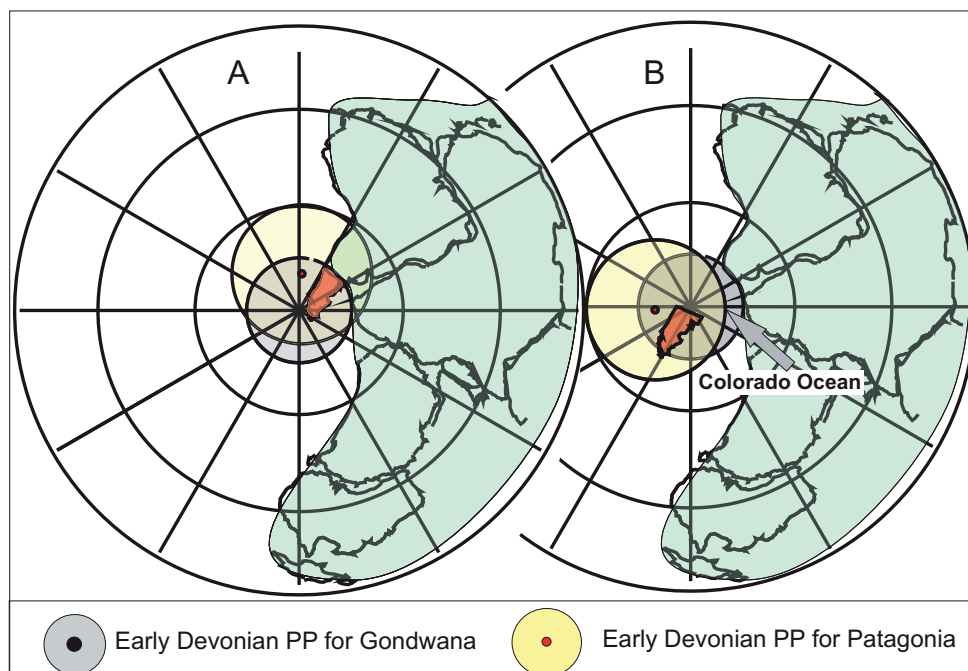 A
B
Colorado Ocean
Early Devonian PP for Gondwana
Early Devonian PP for Patagonia